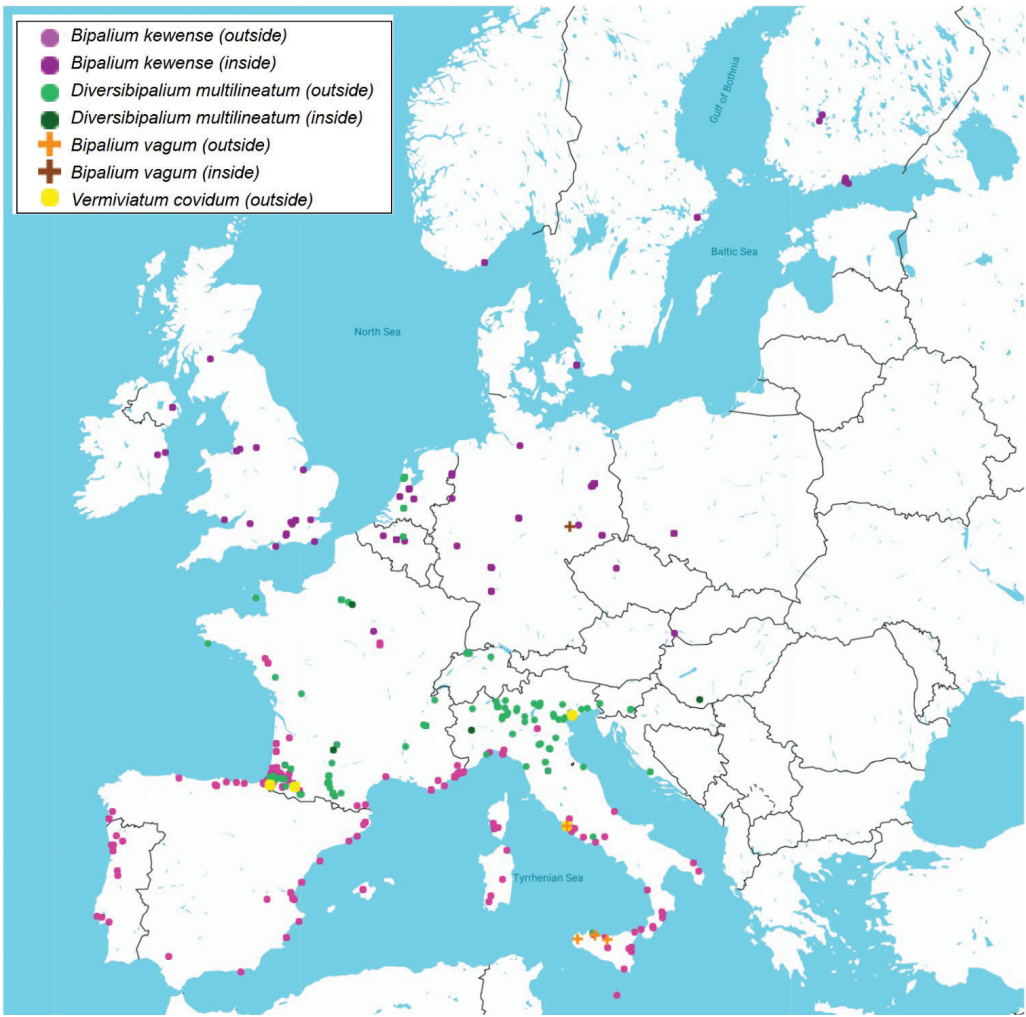 Bipalium kewense (outside)
Bipalium kewense (inside)
Diversibipalium multilineatum (outside)
Diversibipalium multilineatum (inside)
Bipalium vagum (outside)
Bipalium vagum (inside)
Vermiviatum covidum (outside)
Gulf of Bothnia
Baltic Sea
North Sea
Tyrrhenian Sea